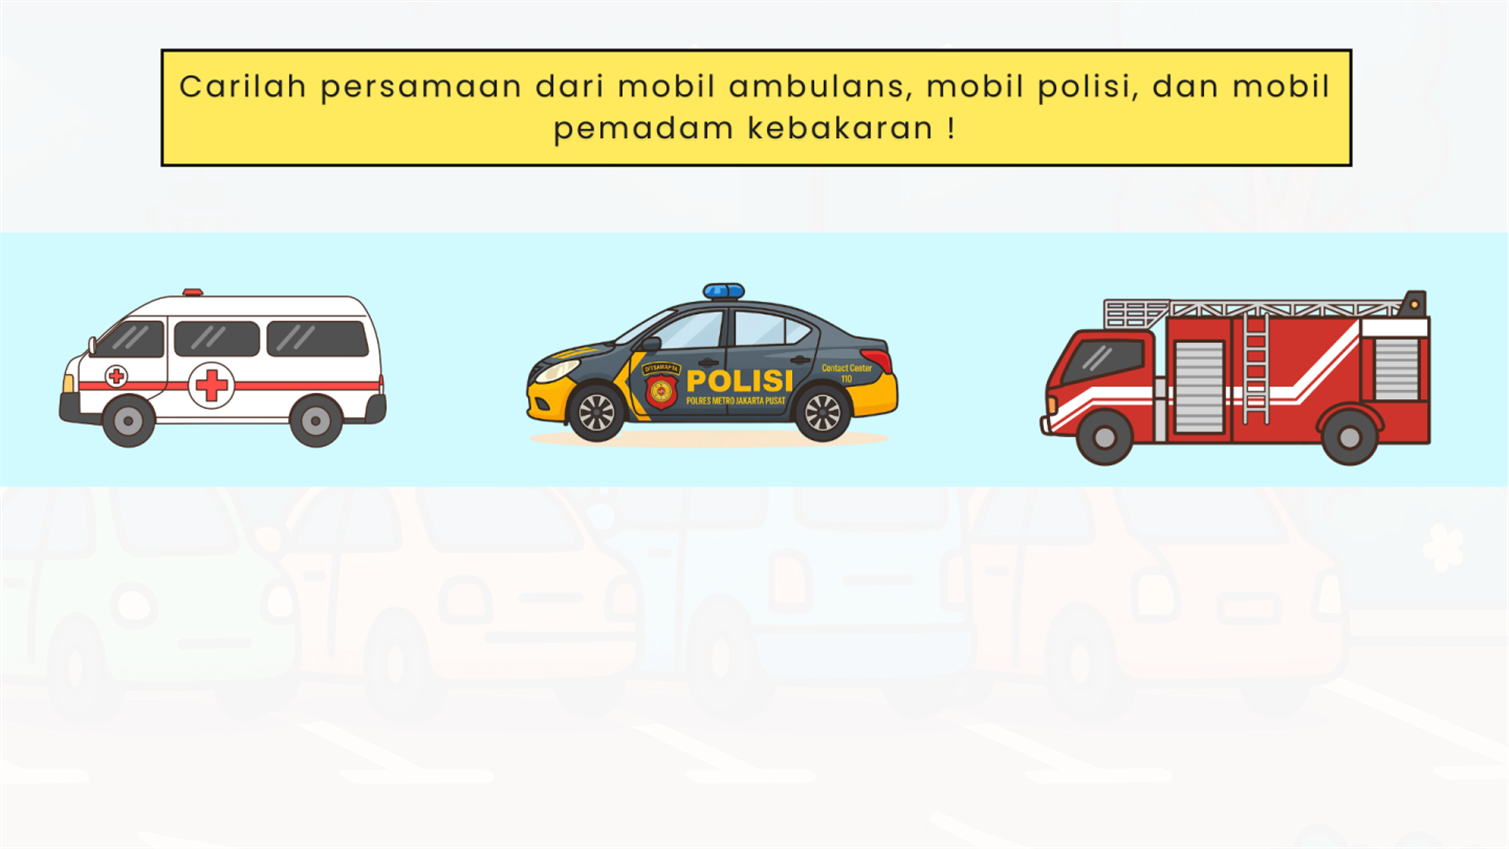 Carilah persamaan dari mobil ambulans, mobil polisi, dan mobil
pemadam kebakaran !
DITSAMAPTA
POLISI
POLRES METRO JAKARTA PUSAT
Contact Center
110